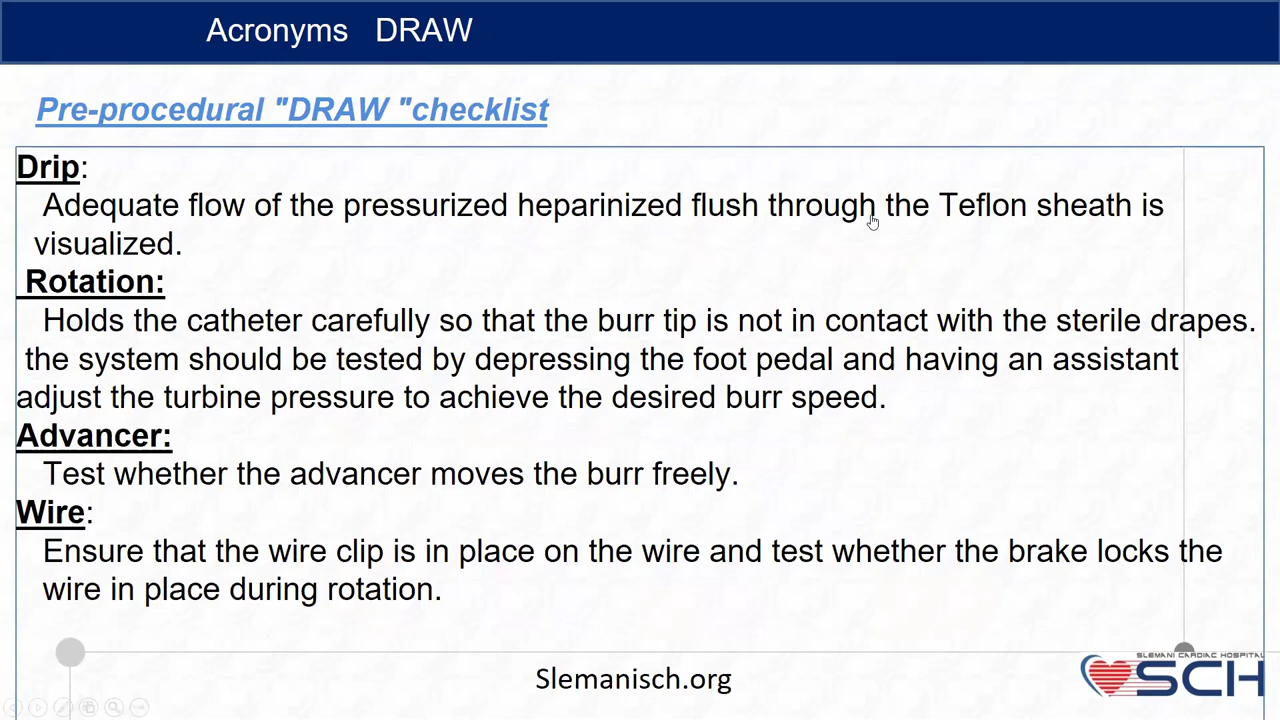 Acronyms DRAW
Pre-procedural "DRAW "checklist
Drip:
Adequate flow of the pressurized heparinized flush through the Teflon sheath is
visualized.
Rotation:
Holds the catheter carefully so that the burr tip is not in contact with the sterile drapes.
the system should be tested by depressing the foot pedal and having an assistant
adjust the turbine pressure to achieve the desired burr speed.
Advancer:
Test whether the advancer moves the burr freely.
Wire:
Ensure that the wire clip is in place on the wire and test whether the brake locks the
wire in place during rotation.
Slemanisch.org
SLEMANI CARDIAC HOSPITAL
SCH